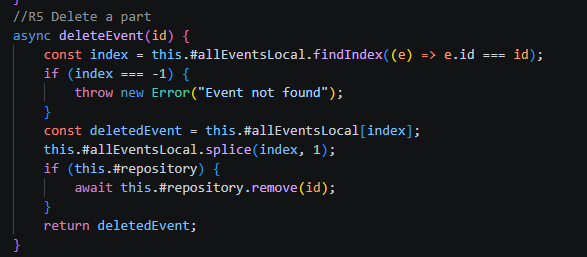 }
//R5 Delete a part
async deleteEvent(id) {
    const index = this.#allEventsLocal.findIndex((e) => e.id === id);
    if (index === -1) {
        throw new Error("Event not found");
    }
    const deletedEvent = this.#allEventsLocal[index];
    this.#allEventsLocal.splice(index, 1);
    if (this.#repository) {
        await this.#repository.remove(id);
    }
    return deletedEvent;
}